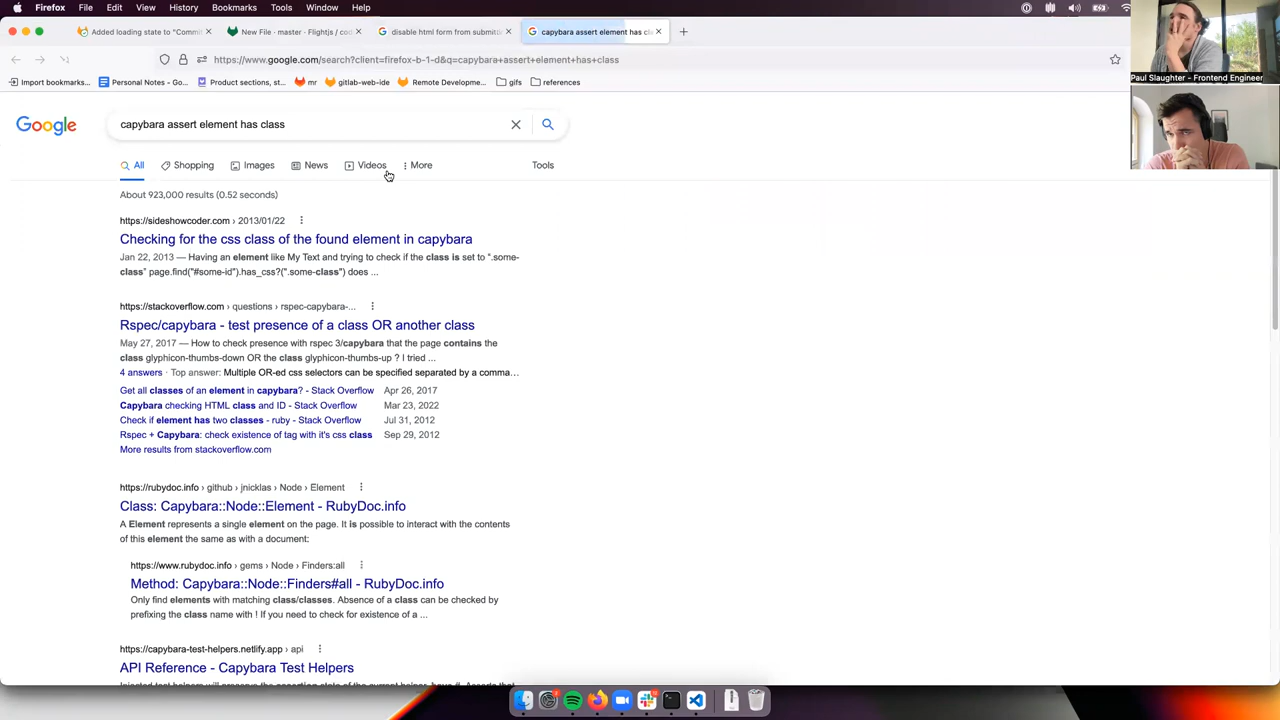 Firefox File Edit View History Bookmarks Tools Window Help
Added loading state to "Commit
New File · master · Flightjs / co
disable html form from submitti
capybara assert element has cl
https://www.google.com/search?client=firefox-b-1-d&q=capybara+assert+element+has+class
Import bookmarks... Personal Notes - Go... Product sections, st... mr gitlab-web-ide Remote Developme... gifs references
Paul Slaughter - Frontend Engineer
Google
capybara assert element has class
All Shopping Images News Videos More Tools
About 923,000 results (0.52 seconds)
https://sideshowcoder.com › 2013/01/22
Checking for the css class of the found element in capybara
Jan 22, 2013 — Having an element like My Text and trying to check if the class is set to ".some-
class" page.find("#some-id").has_css?(".some-class") does ...
https://stackoverflow.com › questions › rspec-capybara-...
Rspec/capybara - test presence of a class OR another class
May 27, 2017 — How to check presence with rspec 3/capybara that the page contains the
class glyphicon-thumbs-down OR the class glyphicon-thumbs-up ? I tried ...
4 answers · Top answer: Multiple OR-ed css selectors can be specified separated by a comma...
Get all classes of an element in capybara? - Stack Overflow Apr 26, 2017
Capybara checking HTML class and ID - Stack Overflow Mar 23, 2022
Check if element has two classes - ruby - Stack Overflow Jul 31, 2012
Rspec + Capybara: check existence of tag with it's css class Sep 29, 2012
More results from stackoverflow.com
https://rubydoc.info › github › jnicklas › Node › Element
Class: Capybara::Node::Element - RubyDoc.info
A Element represents a single element on the page. It is possible to interact with the contents
of this element the same as with a document:
https://www.rubydoc.info › gems › Node › Finders:all
Method: Capybara::Node::Finders#all - RubyDoc.info
Only find elements with matching class/classes. Absence of a class can be checked by
prefixing the class name with ! If you need to check for existence of a ...
https://capybara-test-helpers.netlify.app › api
API Reference - Capybara Test Helpers